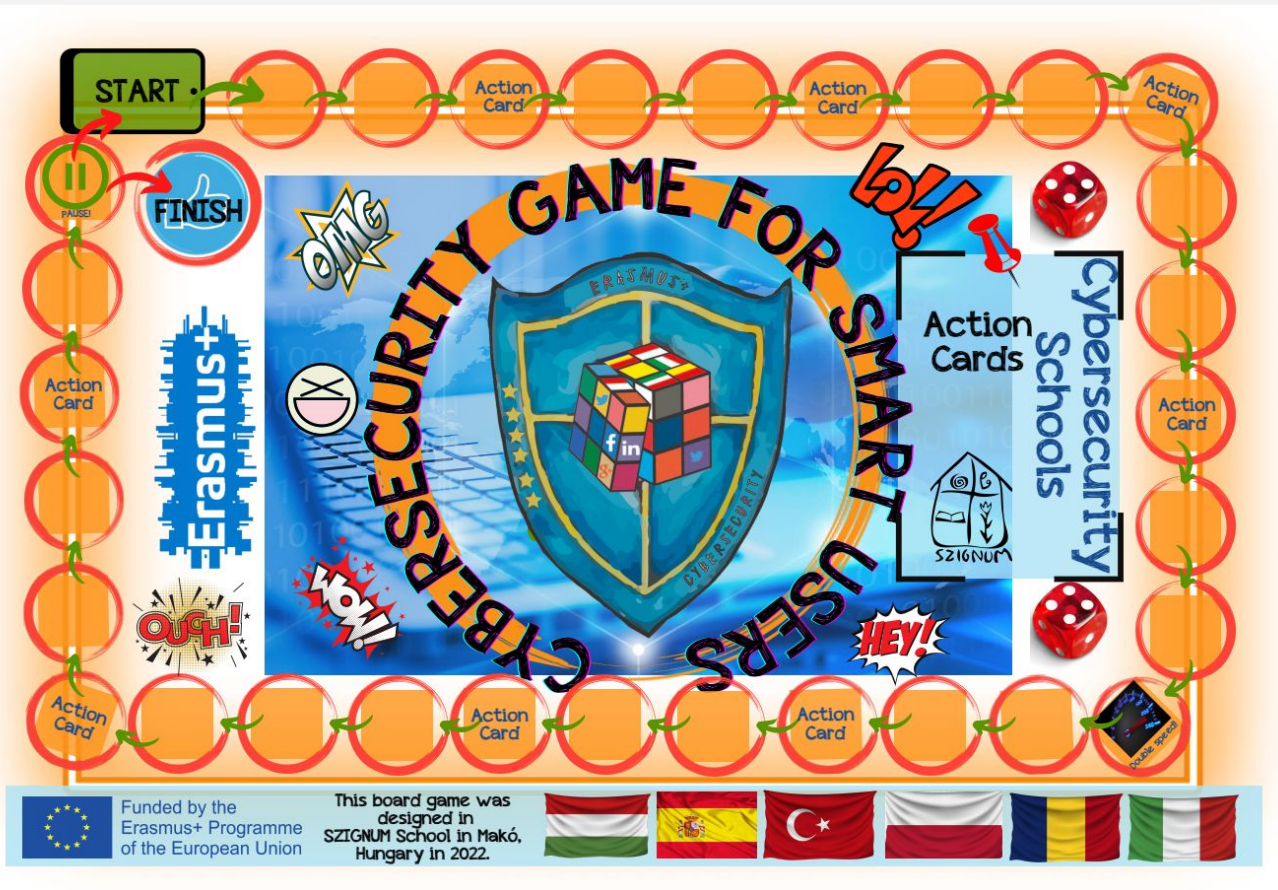 START
Action
Card
Action
Card
Action
Card
PAUSE!
FINISH
OMG
CYBERSECURITY GAME FOR SMART USERS
LOL!
ERASMUS+
CYBERSECURITY
f
in
Action
Cards
Cybersecurity
Schools
SZIGNUM
Action
Card
Action
Card
Erasmus+
WOW!
OUCH!
HEY!
Action
Card
Action
Card
Action
Card
Double speed!
Funded by the
Erasmus+ Programme
of the European Union
This board game was
designed in
SZIGNUM School in Makó,
Hungary in 2022.